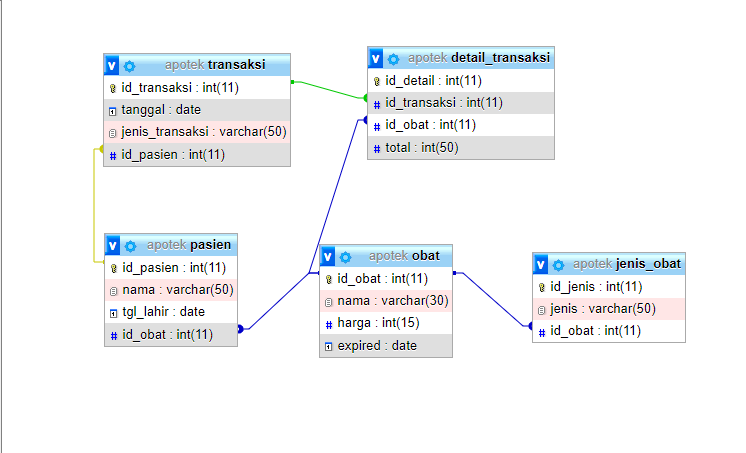 apotek transaksi
id_transaksi : int(11)
tanggal : date
jenis_transaksi : varchar(50)
id_pasien : int(11)
apotek detail_transaksi
id_detail : int(11)
id_transaksi : int(11)
id_obat : int(11)
total : int(50)
apotek pasien
id_pasien : int(11)
nama : varchar(50)
tgl_lahir : date
id_obat : int(11)
apotek obat
id_obat : int(11)
nama : varchar(30)
harga : int(15)
expired : date
apotek jenis_obat
id_jenis : int(11)
jenis : varchar(50)
id_obat : int(11)